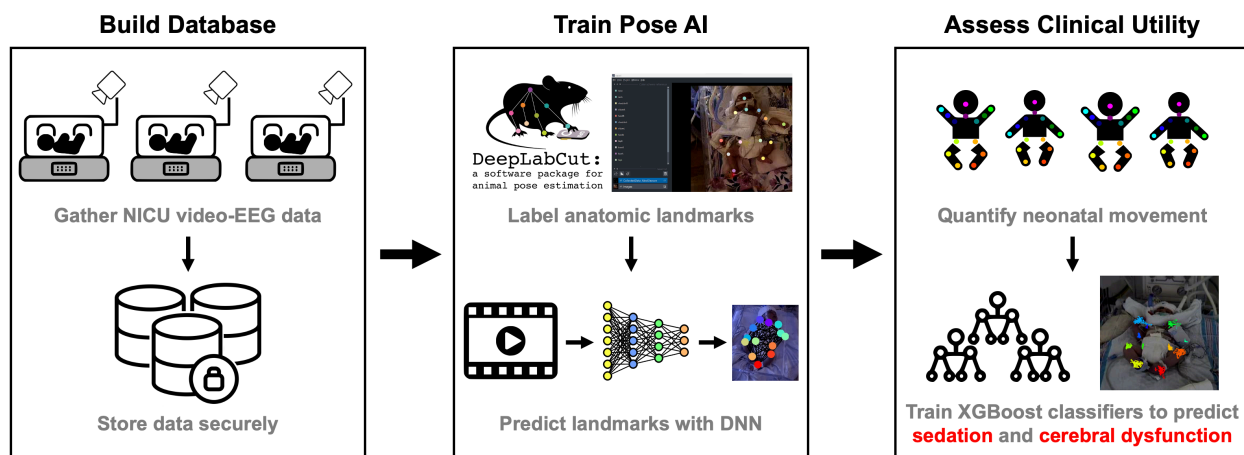 Build Database
Gather NICU video-EEG data
Store data securely
Train Pose AI
DeepLabCut:
a software package for
animal pose estimation
Label anatomic landmarks
Predict landmarks with DNN
Assess Clinical Utility
Quantify neonatal movement
Train XGBoost classifiers to predict
sedation and cerebral dysfunction